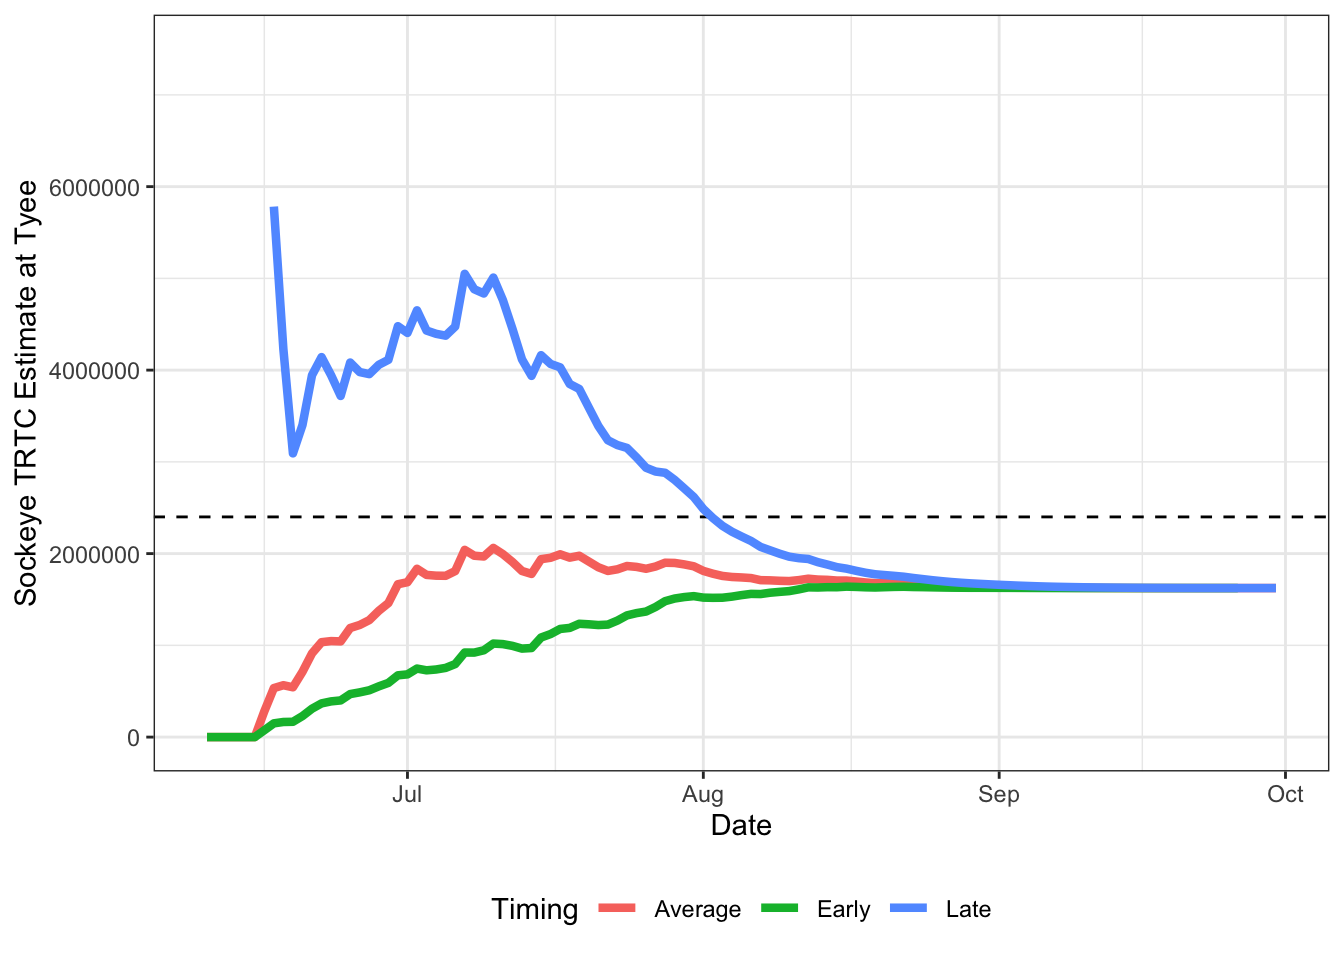 Sockeye TRTC Estimate at Tyee
6000000
4000000
2000000
0
Jul Aug Sep Oct
Date
Timing Average Early Late